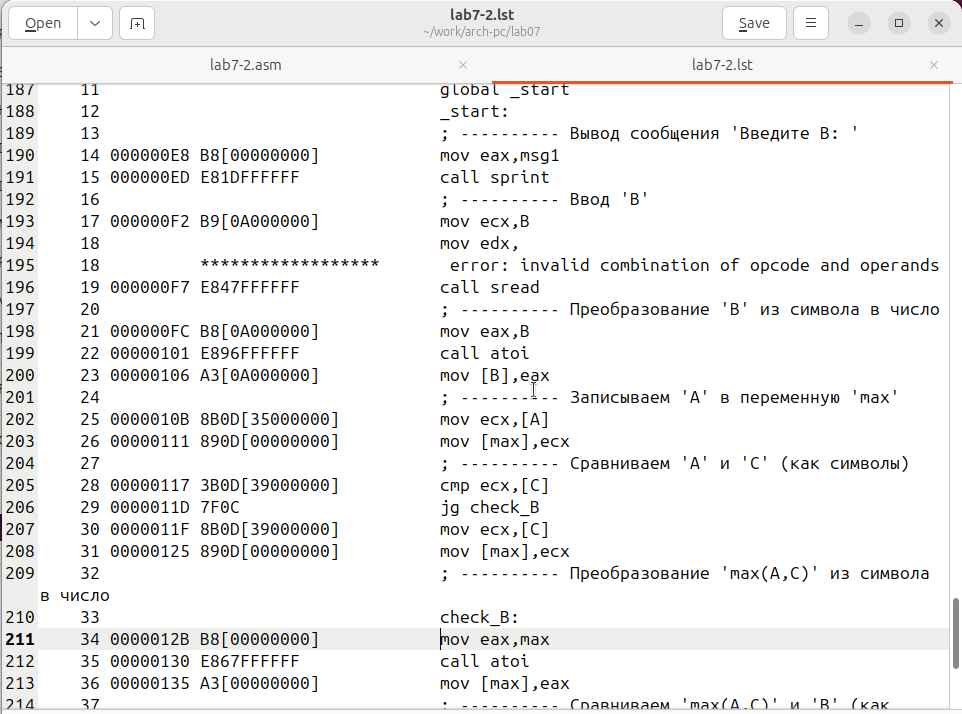 Open
lab7-2.lst
~/work/arch-pc/lab07
Save
lab7-2.asm
lab7-2.lst
187 11 global _start
188 12 _start:
189 13 ; ---------- Вывод сообщения 'Введите B: '
190 14 000000E8 B8[00000000] mov eax,msg1
191 15 000000ED E81DFFFFFF call sprint
192 16 ; ---------- Ввод 'B'
193 17 000000F2 B9[0A000000] mov ecx,B
194 18 mov edx,
195 18 ****************** error: invalid combination of opcode and operands
196 19 000000F7 E847FFFFFF call sread
197 20 ; ---------- Преобразование 'B' из символа в число
198 21 000000FC B8[0A000000] mov eax,B
199 22 00000101 E896FFFFFF call atoi
200 23 00000106 A3[0A000000] mov [B],eax
201 24 ; ---------- Записываем 'A' в переменную 'max'
202 25 0000010B 8B0D[35000000] mov ecx,[A]
203 26 00000111 890D[00000000] mov [max],ecx
204 27 ; ---------- Сравниваем 'A' и 'C' (как символы)
205 28 00000117 3B0D[39000000] cmp ecx,[C]
206 29 0000011D 7F0C jg check_B
207 30 0000011F 8B0D[39000000] mov ecx,[C]
208 31 00000125 890D[00000000] mov [max],ecx
209 32 ; ---------- Преобразование 'max(A,C)' из символа
в число
210 33 check_B:
211 34 0000012B B8[00000000] mov eax,max
212 35 00000130 E867FFFFFF call atoi
213 36 00000135 A3[00000000] mov [max],eax
214 37 ; ---------- Сравниваем 'max(A,C)' и 'B' (как